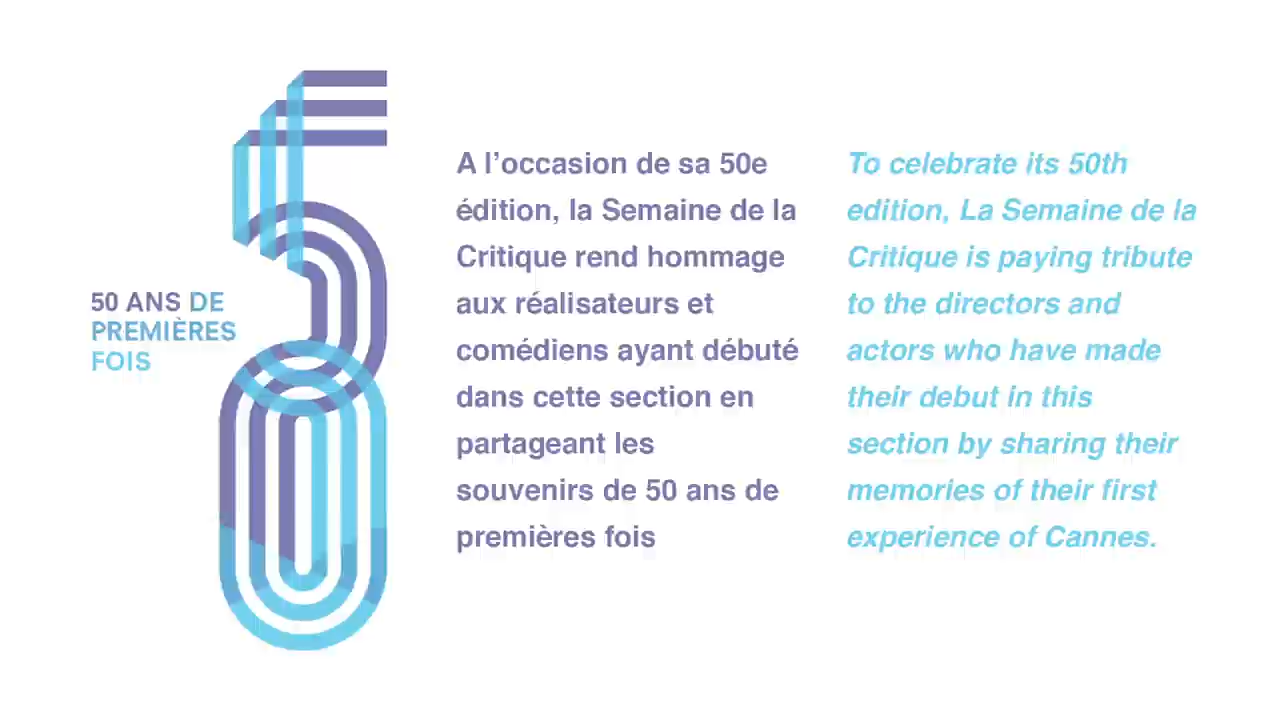 50 ANS DE
PREMIÈRES
FOIS
50
A l’occasion de sa 50e
édition, la Semaine de la
Critique rend hommage
aux réalisateurs et
comédiens ayant débuté
dans cette section en
partageant les
souvenirs de 50 ans de
premières fois
To celebrate its 50th
edition, La Semaine de la
Critique is paying tribute
to the directors and
actors who have made
their debut in this
section by sharing their
memories of their first
experience of Cannes.